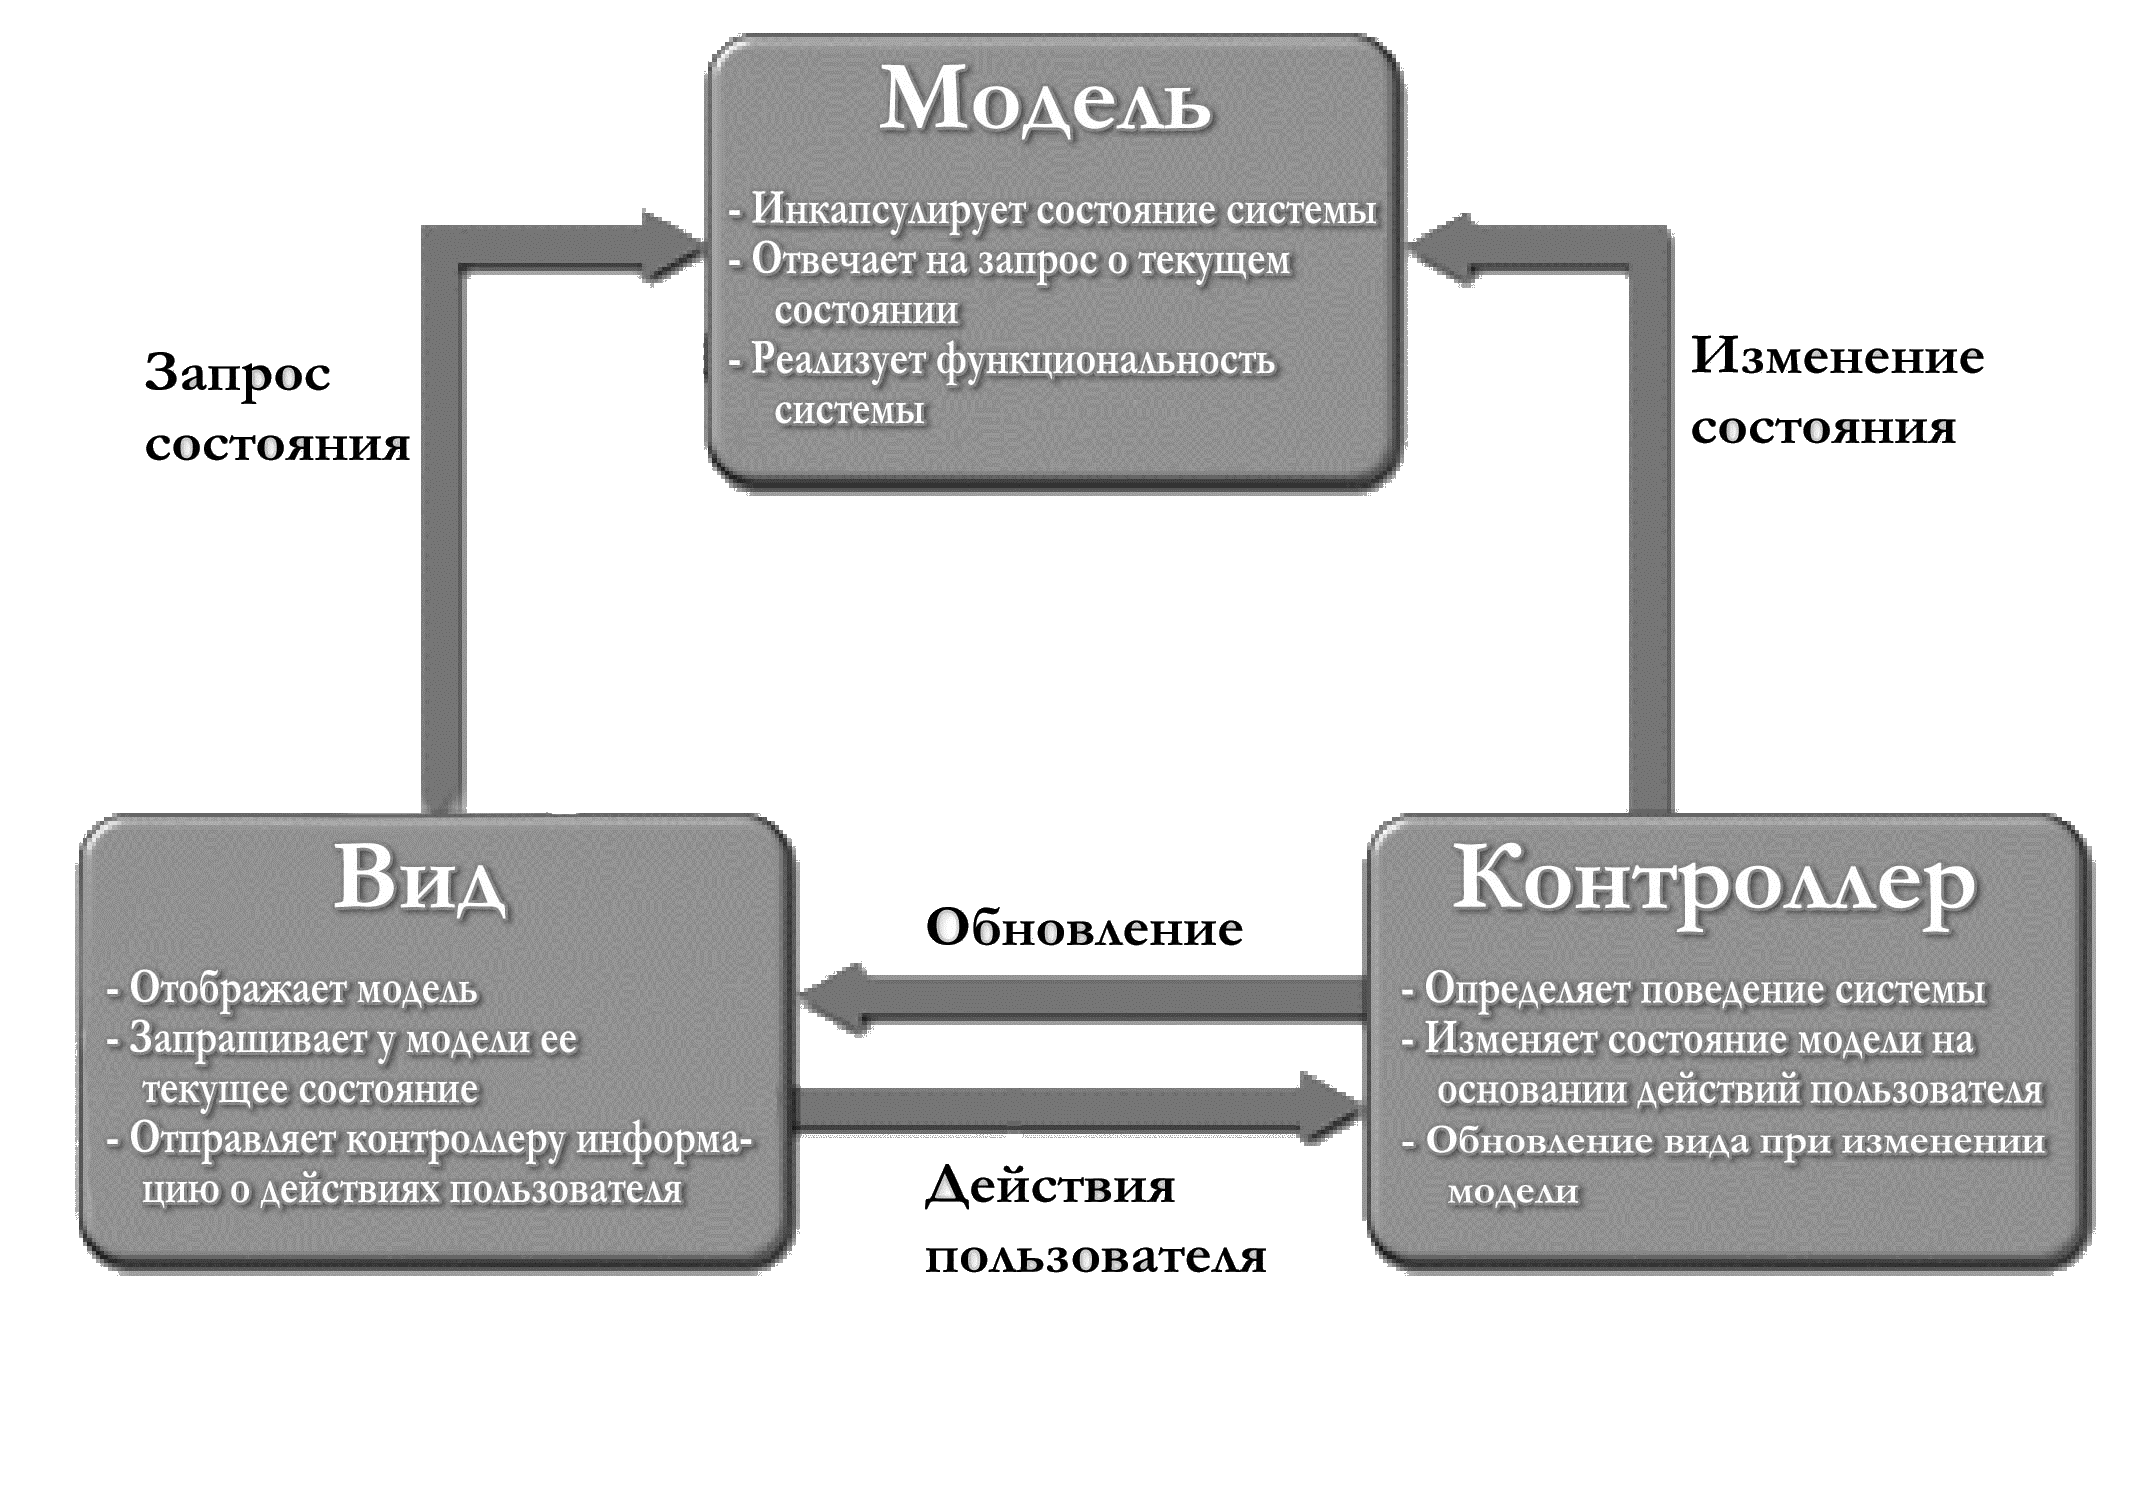 Модель
- Инкапсулирует состояние системы
- Отвечает на запрос о текущем
состоянии
- Реализует функциональность
системы
Запрос
состояния
Изменение
состояния
Вид
- Отображает модель
- Запрашивает у модели ее
текущее состояние
- Отправляет контроллеру информа-
цию о действиях пользователя
Обновление
Действия
пользователя
Контроллер
- Определяет поведение системы
- Изменяет состояние модели на
основании действий пользователя
- Обновление вида при изменении
модели